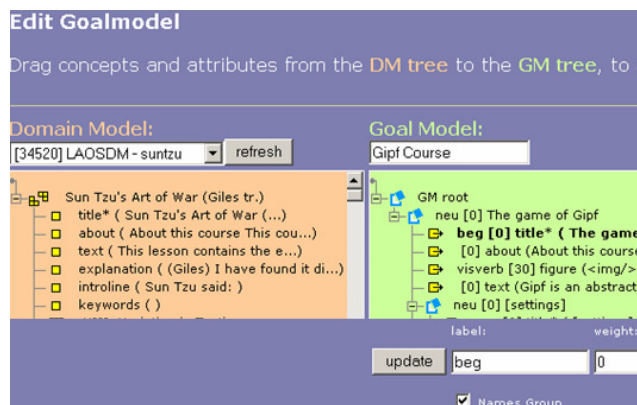 Edit Goalmodel
Drag concepts and attributes from the DM tree to the GM tree, to
Domain Model:
[34520] LAOSDM - suntzu
refresh
Sun Tzu's Art of War (Giles tr.)
title* ( Sun Tzu's Art of War (...)
about ( About this course This cou...)
text ( This lesson contains the e...)
explanation ( (Giles) I have found it di...)
introline ( Sun Tzu said: )
keywords ( )
Goal Model:
Gipf Course
GM root
neu [0] The game of Gipf
beg [0] title* ( The game
[0] about (About this course
visverb [30] figure (<img/>
[0] text (Gipf is an abstract
neu [0] [settings]
label:
weight:
update
beg
0
Names Group